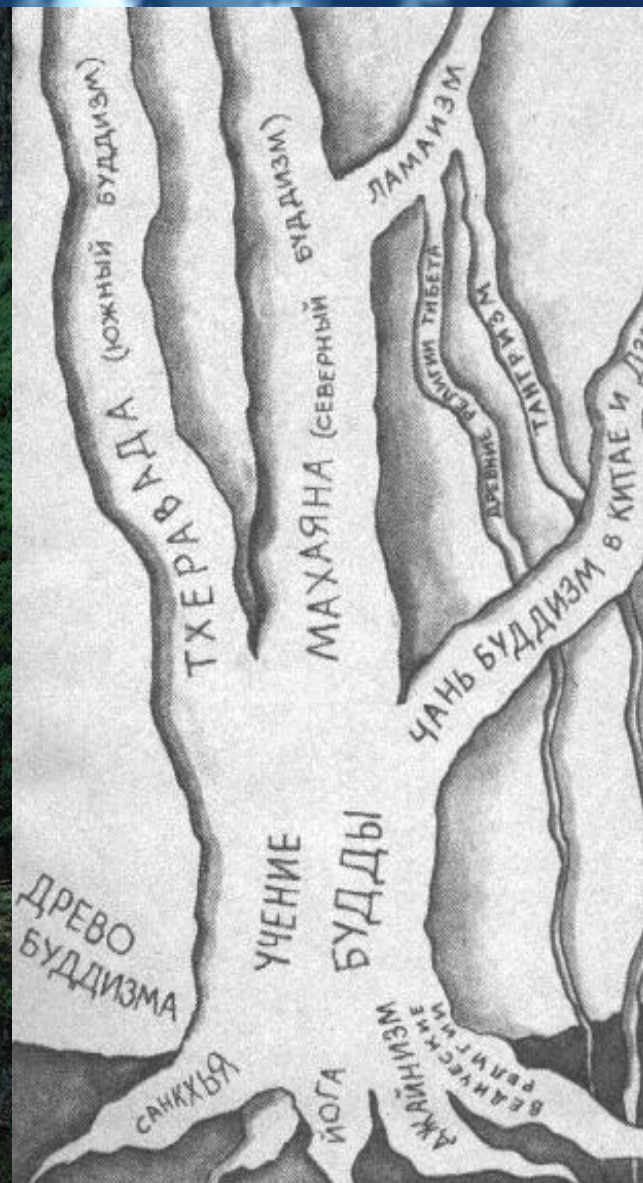 ТХЕРАВАДА (ЮЖНЫЙ БУДДИЗМ)
МАХАЯНА (СЕВЕРНЫЙ БУДДИЗМ)
ЛАМАИЗМ
ДРЕВНИЕ РЕЛИГИИ ТИБЕТА
ТАНТРИЗМ
ЧАНЬ БУДДИЗМ В КИТАЕ И
УЧЕНИЕ
БУДДЫ
ДРЕВО
БУДДИЗМА
САНКХЬЯ
ЙОГА
ДЖАЙНИЗМ
ВЕДИЧЕСКИЕ
РЕЛИГИИ